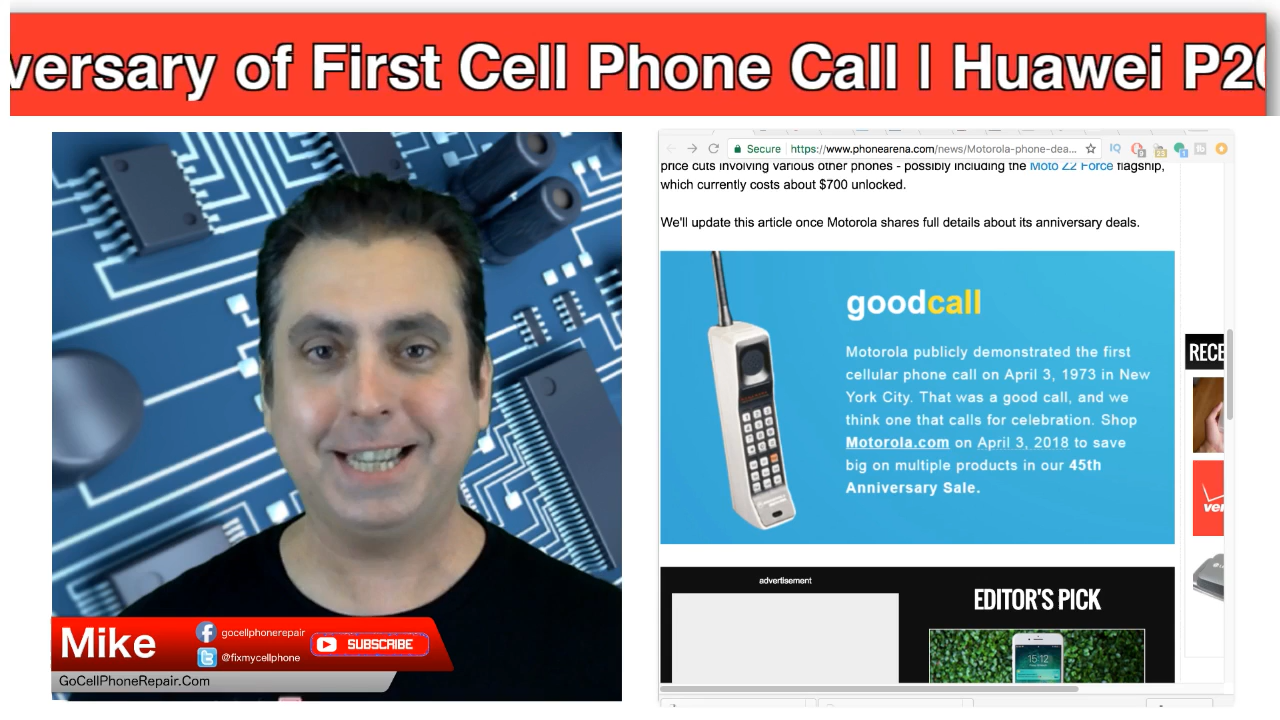 versary of First Cell Phone Call | Huawei P20
Secure https://www.phonearena.com/news/Motorola-phone-dea...
price cuts involving various other phones - possibly including the Moto Z2 Force flagship,
which currently costs about $700 unlocked.
We'll update this article once Motorola shares full details about its anniversary deals.
goodcall
Motorola publicly demonstrated the first
cellular phone call on April 3, 1973 in New
York City. That was a good call, and we
think one that calls for celebration. Shop
Motorola.com on April 3, 2018 to save
big on multiple products in our 45th
Anniversary Sale.
RECE
ver
advertisement
EDITOR'S PICK
15:12
Mike
gocellphonerepair
@fixmycellphone
SUBSCRIBE
GoCellPhoneRepair.Com